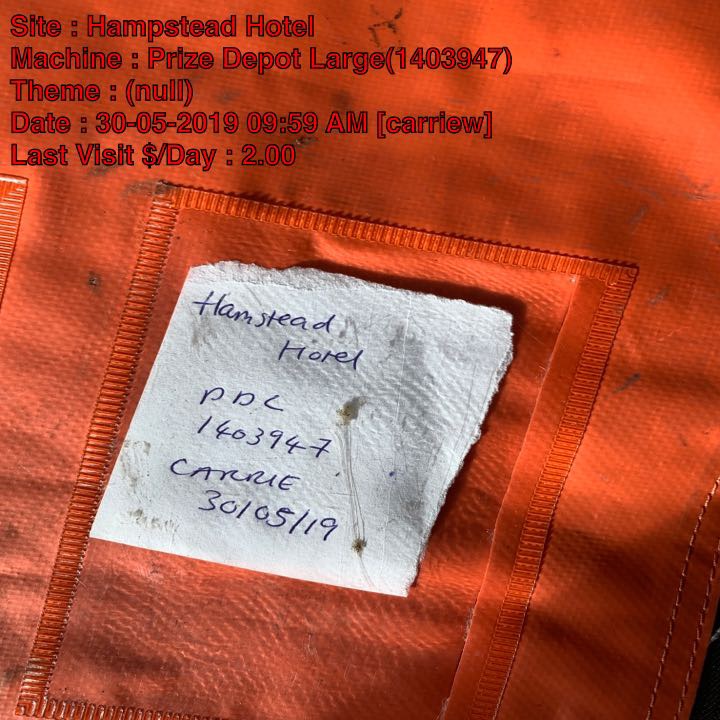 Site : Hampstead Hotel
Machine : Prize Depot Large(1403947)
Theme : (null)
Date : 30-05-2019 09:59 AM [carriew]
Last Visit $/Day : 2.00
Hamstead
Hotel
PDL
1403947
CARRIE
30/05/19